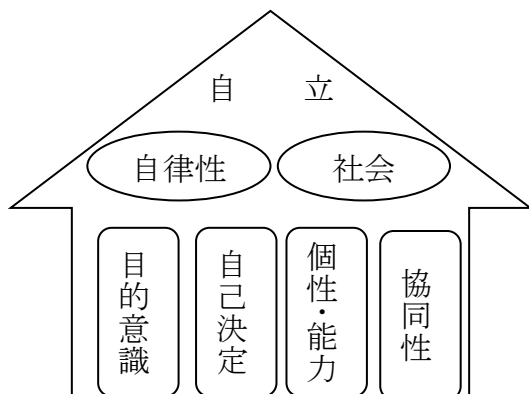 自 立
自律性
社会
目的意識
自己決定
個性・能力
協同性